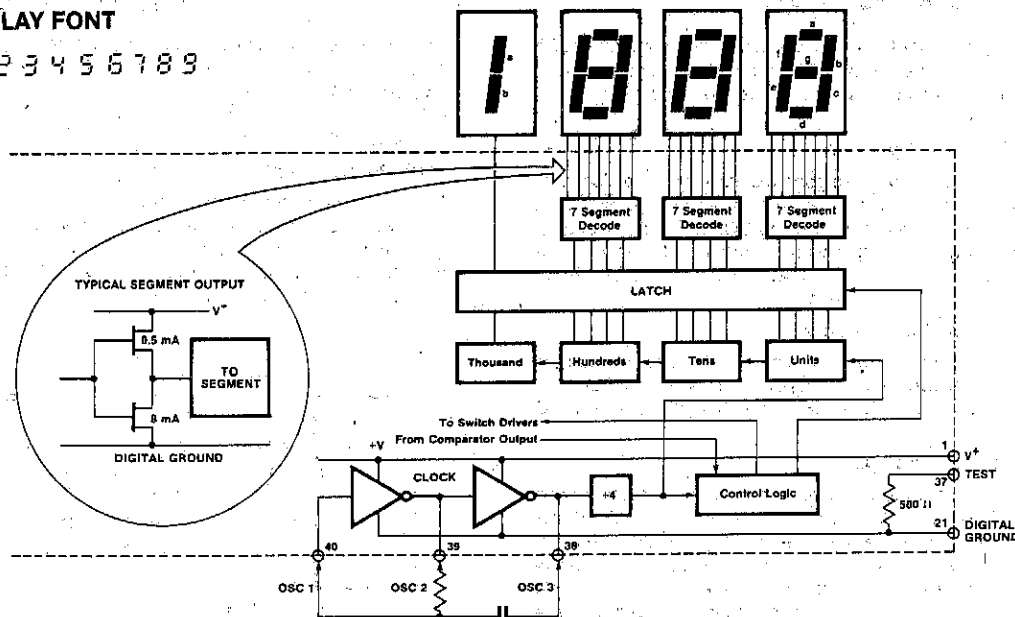 LAY FONT
2 3 4 5 6 7 8 9
a
b
a
f
b
g
e
c
d
7 Segment
Decode
7 Segment
Decode
7 Segment
Decode
TYPICAL SEGMENT OUTPUT
V+
0.5 mA
TO
SEGMENT
8 mA
DIGITAL GROUND
LATCH
Thousand
Hundreds
Tens
Units
To Switch Drivers
From Comparator Output
+V
CLOCK
÷4
Control Logic
1
V+
37
TEST
500 Ω
21
DIGITAL
GROUND
40
39
38
OSC 1
OSC 2
OSC 3